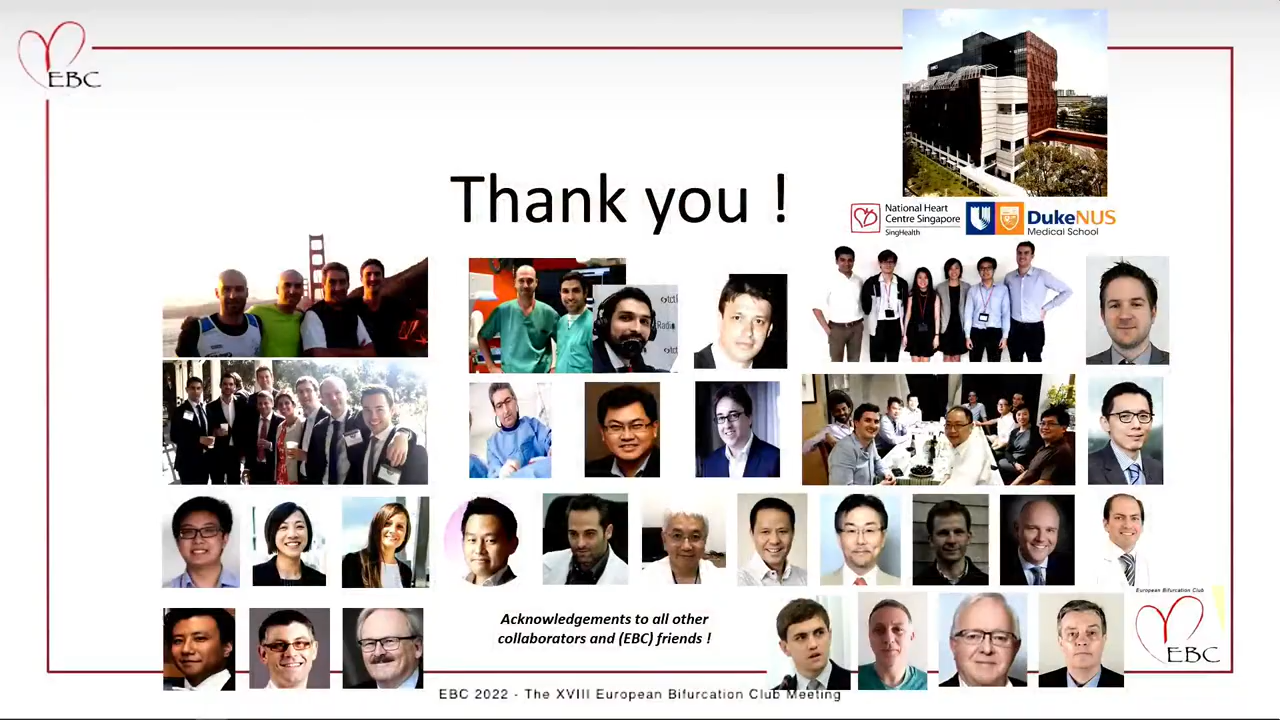 EBC
Thank you !
National Heart
Centre Singapore
SingHealth
DukeNUS
Medical School
Radio
Acknowledgements to all other
collaborators and (EBC) friends !
European Bifurcation Club
EBC
EBC 2022 - The XVIII European Bifurcation Club Meeting